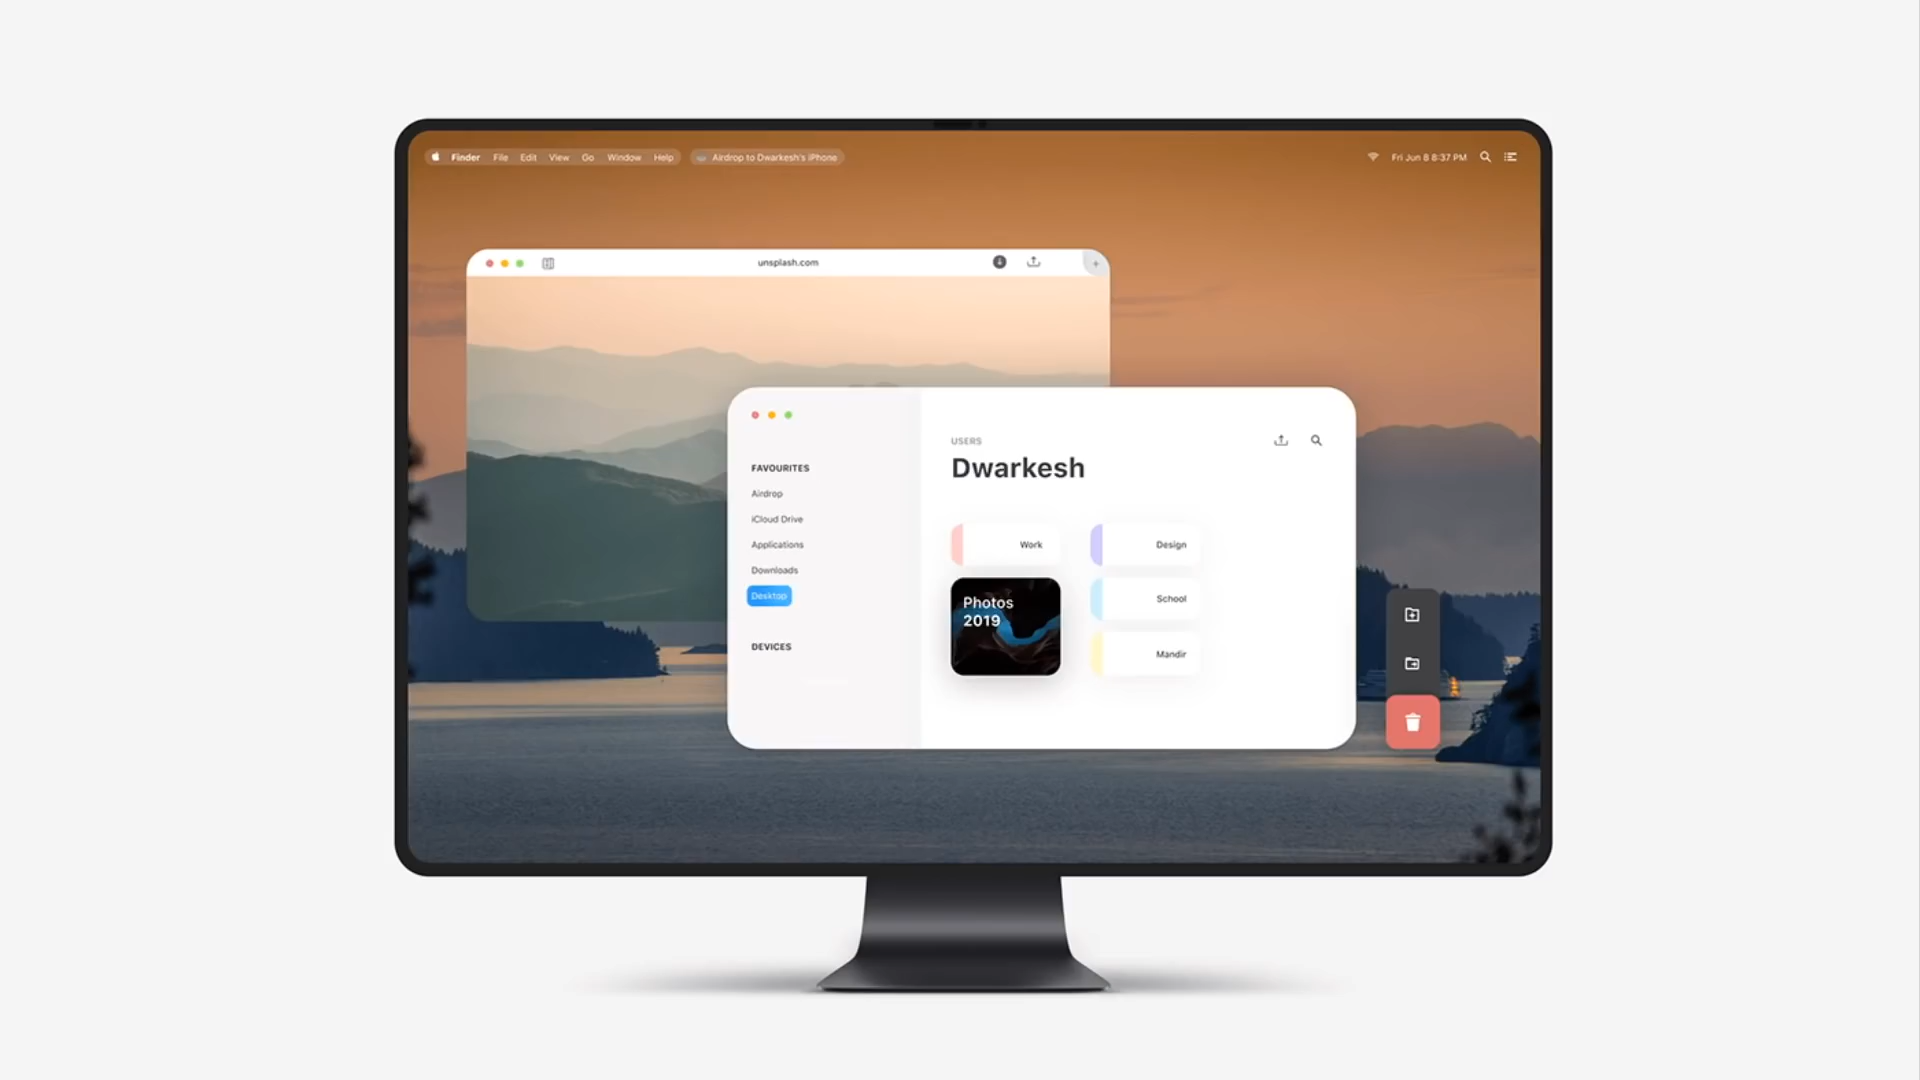 Finder File Edit View Go Window Help Airdrop to Dwarkesh's iPhone Fri Jun 8 8:37 PM
unsplash.com
FAVOURITES
Airdrop
iCloud Drive
Applications
Downloads
Desktop
DEVICES
USERS
Dwarkesh
Work
Design
Photos
2019
School
Mandir